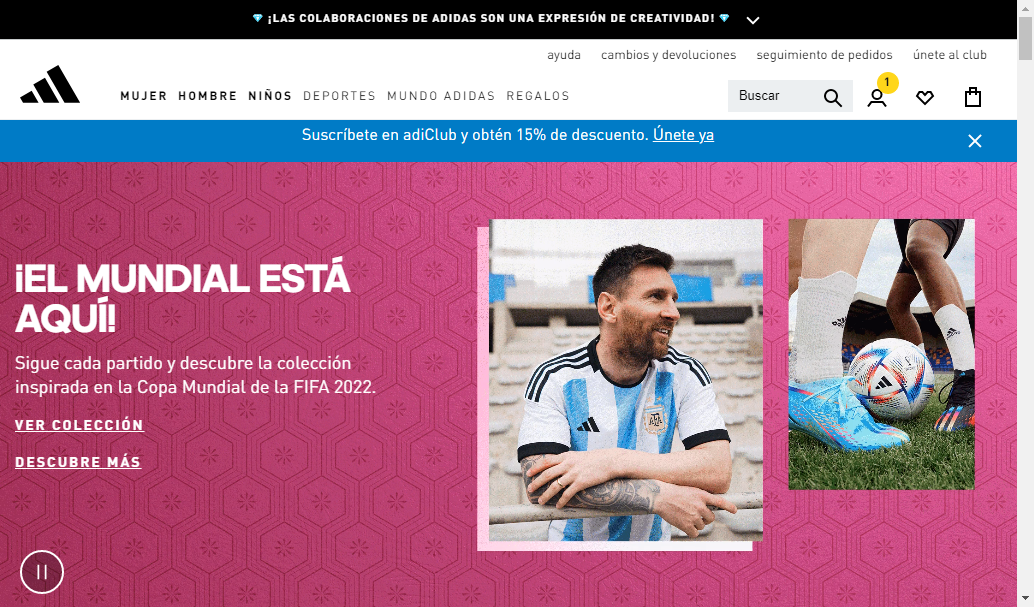 ¡LAS COLABORACIONES DE ADIDAS SON UNA EXPRESIÓN DE CREATIVIDAD!
ayuda cambios y devoluciones seguimiento de pedidos únete al club
1
MUJER HOMBRE NIÑOS DEPORTES MUNDO ADIDAS REGALOS Buscar
Suscríbete en adiClub y obtén 15% de descuento. Únete ya
¡EL MUNDIAL ESTÁ
AQUÍ!
Sigue cada partido y descubre la colección
inspirada en la Copa Mundial de la FIFA 2022.
VER COLECCIÓN
DESCUBRE MÁS